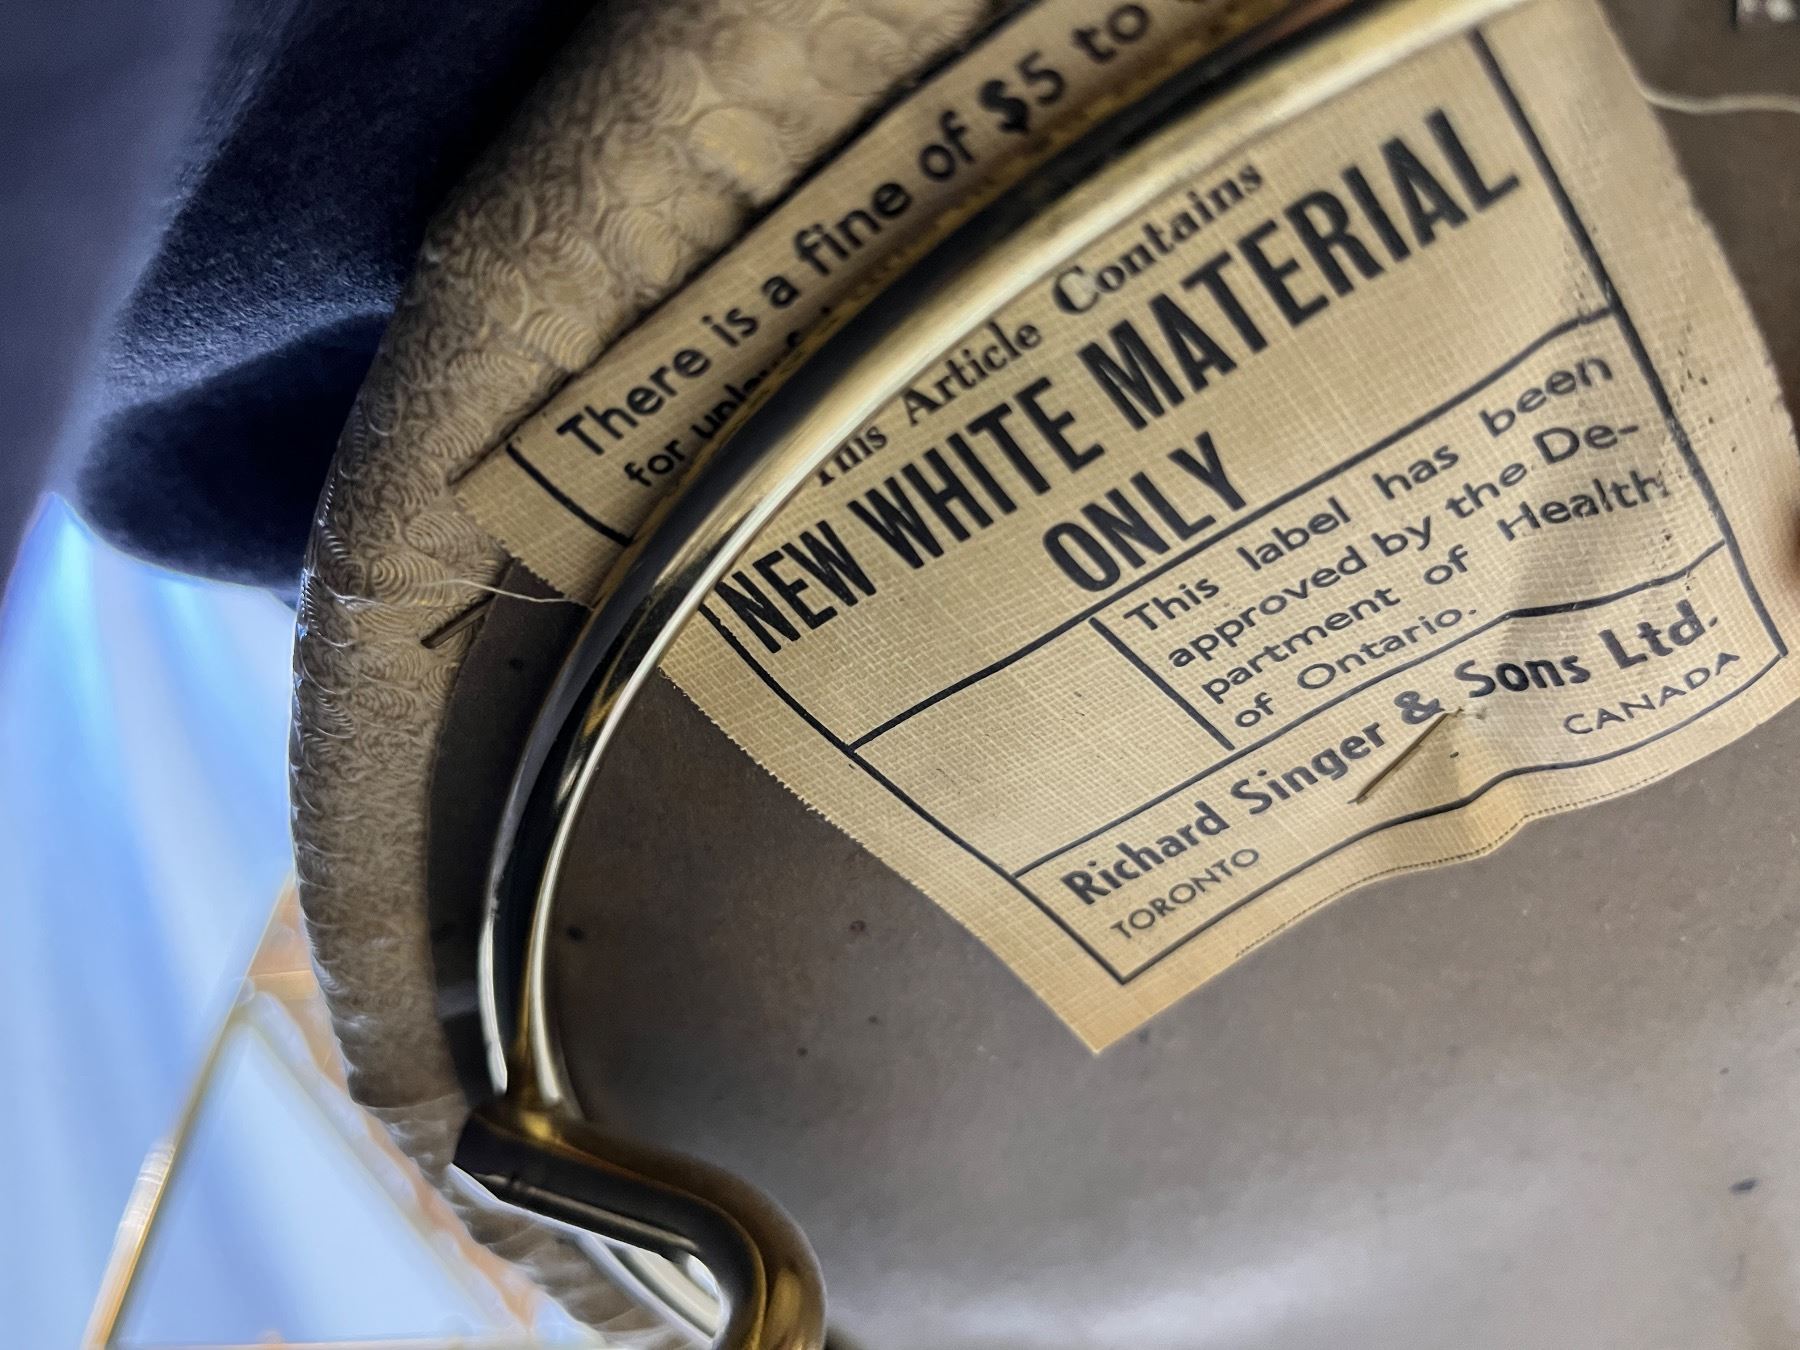 There is a fine of $5 to
for
This Article Contains
NEW WHITE MATERIAL
ONLY
This label has been
approved by the De-
partment of Health
of Ontario.
Richard Singer & Sons Ltd.
TORONTO CANADA